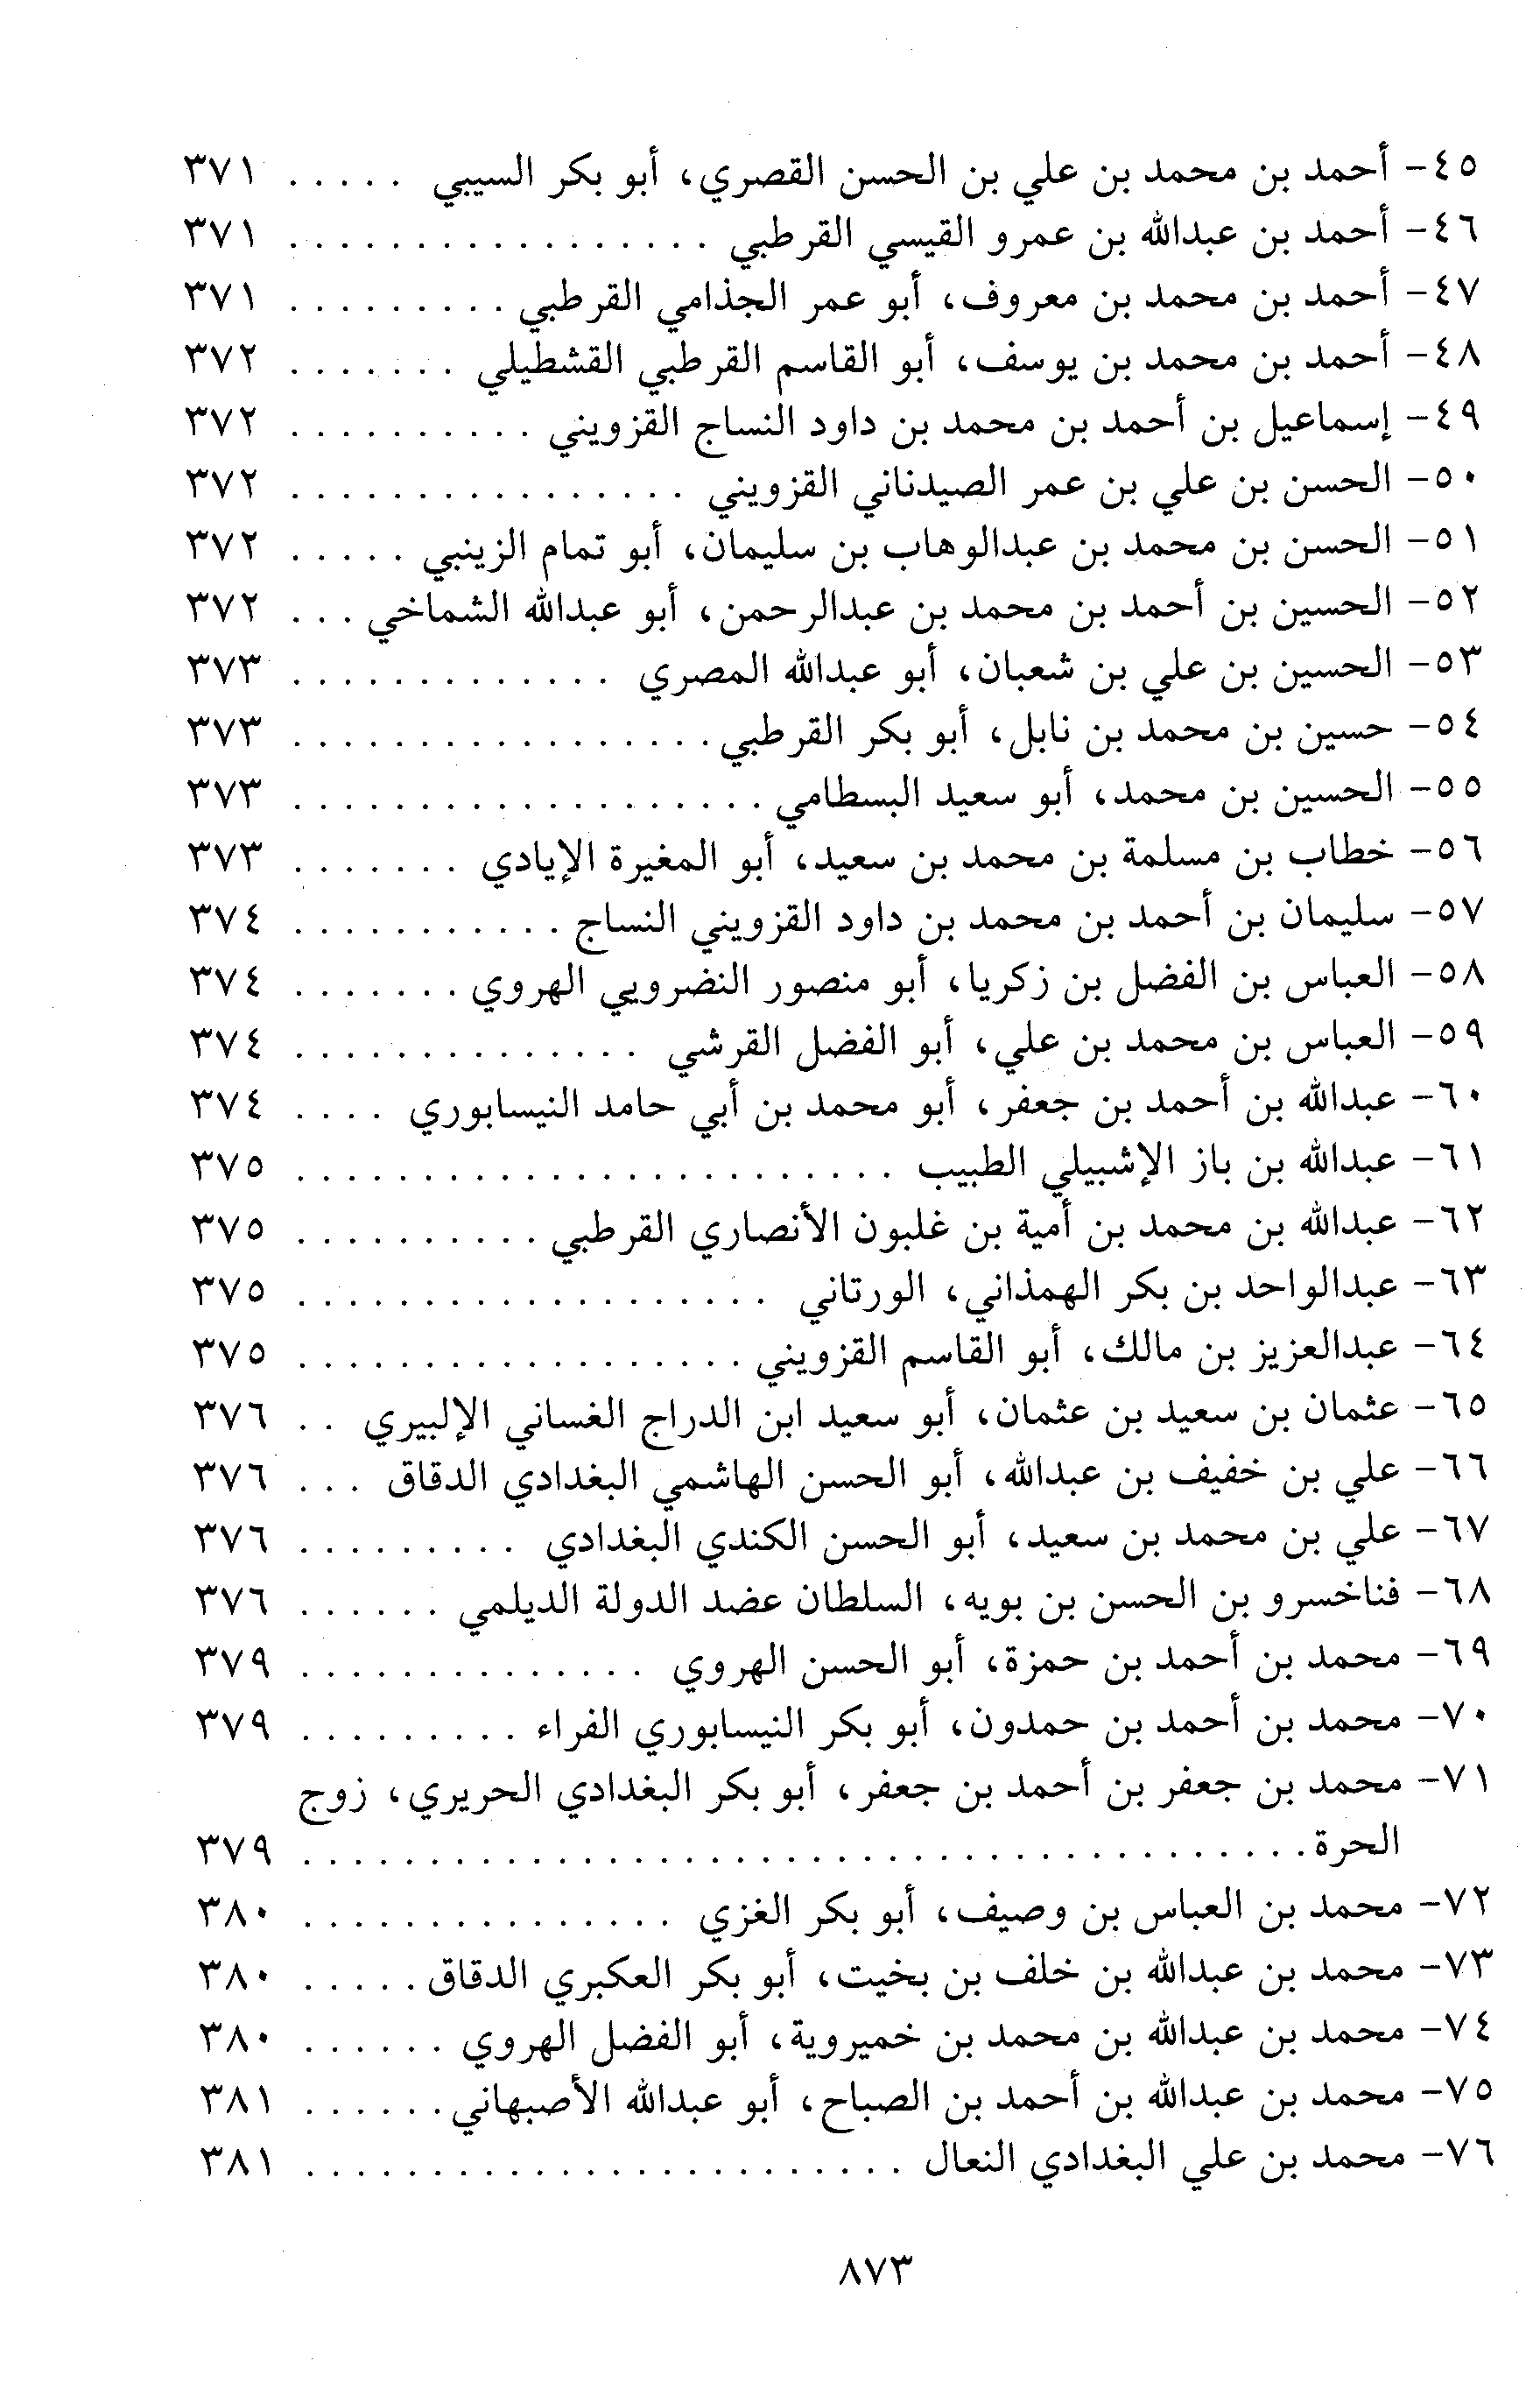 ٤٥- أحمد بن محمد بن علي بن الحسن القصري، أبو بكر السيبي . . . . . ٣٧١
٤٦- أحمد بن عبدالله بن عمرو القيسي القرطبي . . . . . . . . . . . . . . . . . ٣٧١
٤٧- أحمد بن محمد بن معروف، أبو عمر الجذامي القرطبي . . . . . . . . . ٣٧١
٤٨- أحمد بن محمد بن يوسف، أبو القاسم القرطبي القشطيلي . . . . . . . ٣٧٢
٤٩- إسماعيل بن أحمد بن محمد بن داود النساج القزويني . . . . . . . . . . ٣٧٢
٥٠- الحسن بن علي بن عمر الصيدناني القزويني . . . . . . . . . . . . . . . . ٣٧٢
٥١- الحسن بن محمد بن عبدالوهاب بن سليمان، أبو تمام الزينبي . . . . . ٣٧٢
٥٢- الحسين بن أحمد بن محمد بن عبدالرحمن، أبو عبدالله الشماخي . . . ٣٧٢
٥٣- الحسين بن علي بن شعبان، أبو عبدالله المصري . . . . . . . . . . . . . ٣٧٣
٥٤- حسين بن محمد بن نابل، أبو بكر القرطبي . . . . . . . . . . . . . . . . . ٣٧٣
٥٥- الحسين بن محمد، أبو سعيد البسطامي . . . . . . . . . . . . . . . . . . . ٣٧٣
٥٦- خطاب بن مسلمة بن محمد بن سعيد، أبو المغيرة الإيادي . . . . . . . ٣٧٣
٥٧- سليمان بن أحمد بن محمد بن داود القزويني النساج . . . . . . . . . . . ٣٧٤
٥٨- العباس بن الفضل بن زكريا، أبو منصور النضرويي الهروي . . . . . . . ٣٧٤
٥٩- العباس بن محمد بن علي، أبو الفضل القرشي . . . . . . . . . . . . . . ٣٧٤
٦٠- عبدالله بن أحمد بن جعفر، أبو محمد بن أبي حامد النيسابوري . . . . ٣٧٤
٦١- عبدالله بن باز الإشبيلي الطبيب . . . . . . . . . . . . . . . . . . . . . . . . ٣٧٥
٦٢- عبدالله بن محمد بن أمية بن غلبون الأنصاري القرطبي . . . . . . . . . . ٣٧٥
٦٣- عبدالواحد بن بكر الهمذاني، الورتاني . . . . . . . . . . . . . . . . . . . ٣٧٥
٦٤- عبدالعزيز بن مالك، أبو القاسم القزويني . . . . . . . . . . . . . . . . . . ٣٧٥
٦٥- عثمان بن سعيد بن عثمان، أبو سعيد ابن الدراج الغساني الإلبيري . . ٣٧٦
٦٦- علي بن خفيف بن عبدالله، أبو الحسن الهاشمي البغدادي الدقاق . . . ٣٧٦
٦٧- علي بن محمد بن سعيد، أبو الحسن الكندي البغدادي . . . . . . . . . ٣٧٦
٦٨- فناخسرو بن الحسن بن بويه، السلطان عضد الدولة الديلمي . . . . . . ٣٧٦
٦٩- محمد بن أحمد بن حمزة، أبو الحسن الهروي . . . . . . . . . . . . . . ٣٧٩
٧٠- محمد بن أحمد بن حمدون، أبو بكر النيسابوري الفراء . . . . . . . . . ٣٧٩
٧١- محمد بن جعفر بن أحمد بن جعفر، أبو بكر البغدادي الحريري، زوج
الحرة . . . . . . . . . . . . . . . . . . . . . . . . . . . . . . . . . . . . . . . . ٣٧٩
٧٢- محمد بن العباس بن وصيف، أبو بكر الغزي . . . . . . . . . . . . . . . ٣٨٠
٧٣- محمد بن عبدالله بن خلف بن بخيت، أبو بكر العكبري الدقاق . . . . . ٣٨٠
٧٤- محمد بن عبدالله بن محمد بن خميروية، أبو الفضل الهروي . . . . . . ٣٨٠
٧٥- محمد بن عبدالله بن أحمد بن الصباح، أبو عبدالله الأصبهاني . . . . . . ٣٨١
٧٦- محمد بن علي البغدادي النعال . . . . . . . . . . . . . . . . . . . . . . . . ٣٨١
٨٧٣